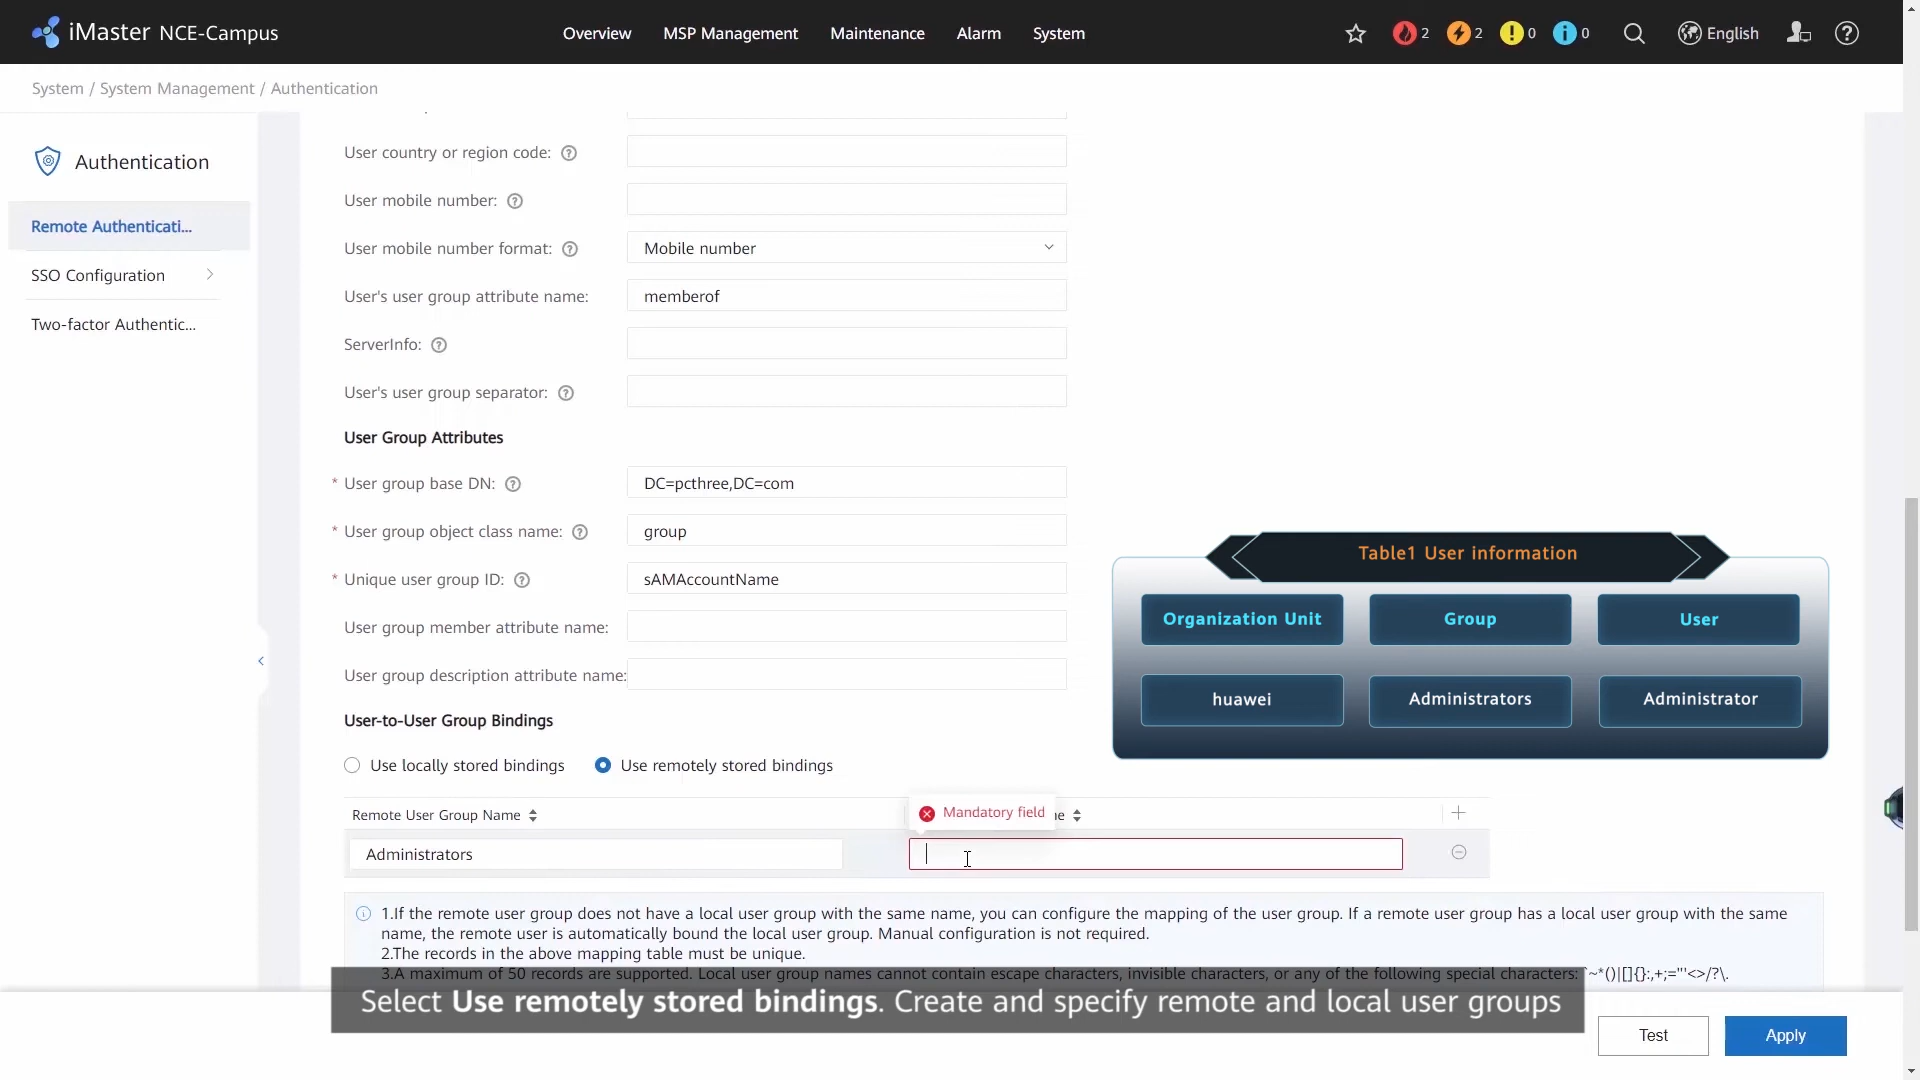 iMaster NCE-Campus
Overview
MSP Management
Maintenance
Alarm
System
2
2
0
0
English
System / System Management / Authentication
Authentication
Remote Authenticati...
SSO Configuration
Two-factor Authentic...
User country or region code:
User mobile number:
User mobile number format:
Mobile number
User's user group attribute name:
memberof
ServerInfo:
User's user group separator:
User Group Attributes
* User group base DN:
DC=pcthree,DC=com
* User group object class name:
group
* Unique user group ID:
sAMAccountName
User group member attribute name:
User group description attribute name:
User-to-User Group Bindings
Use locally stored bindings
Use remotely stored bindings
Remote User Group Name
Mandatory field
Administrators
1.If the remote user group does not have a local user group with the same name, you can configure the mapping of the user group. If a remote user group has a local user group with the same
name, the remote user is automatically bound the local user group. Manual configuration is not required.
2.The records in the above mapping table must be unique.
3.A maximum of 50 records are supported. Local user group names cannot contain escape characters, invisible characters, or any of the following special characters: `~*()|[]{}:,+;="'<>/?\.
Table1 User information
Organization Unit
Group
User
huawei
Administrators
Administrator
Select Use remotely stored bindings. Create and specify remote and local user groups
Test
Apply